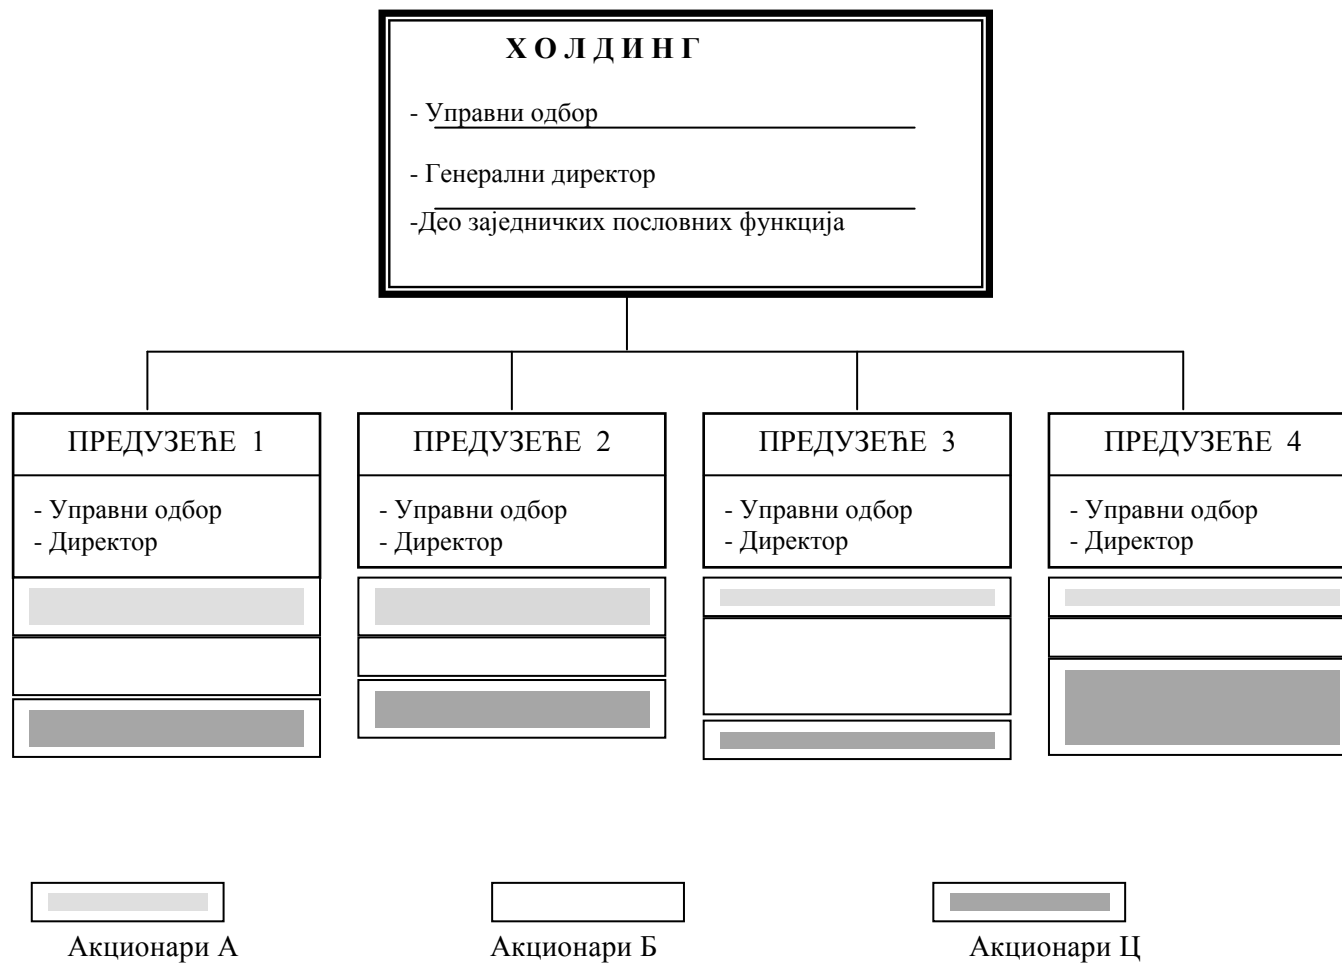 Х О Л Д И Н Г
- Управни одбор
- Генерални директор
-Део заједничких пословних функција
ПРЕДУЗЕЋЕ 1
- Управни одбор
- Директор
ПРЕДУЗЕЋЕ 2
- Управни одбор
- Директор
ПРЕДУЗЕЋЕ 3
- Управни одбор
- Директор
ПРЕДУЗЕЋЕ 4
- Управни одбор
- Директор
Акционари А
Акционари Б
Акционари Ц